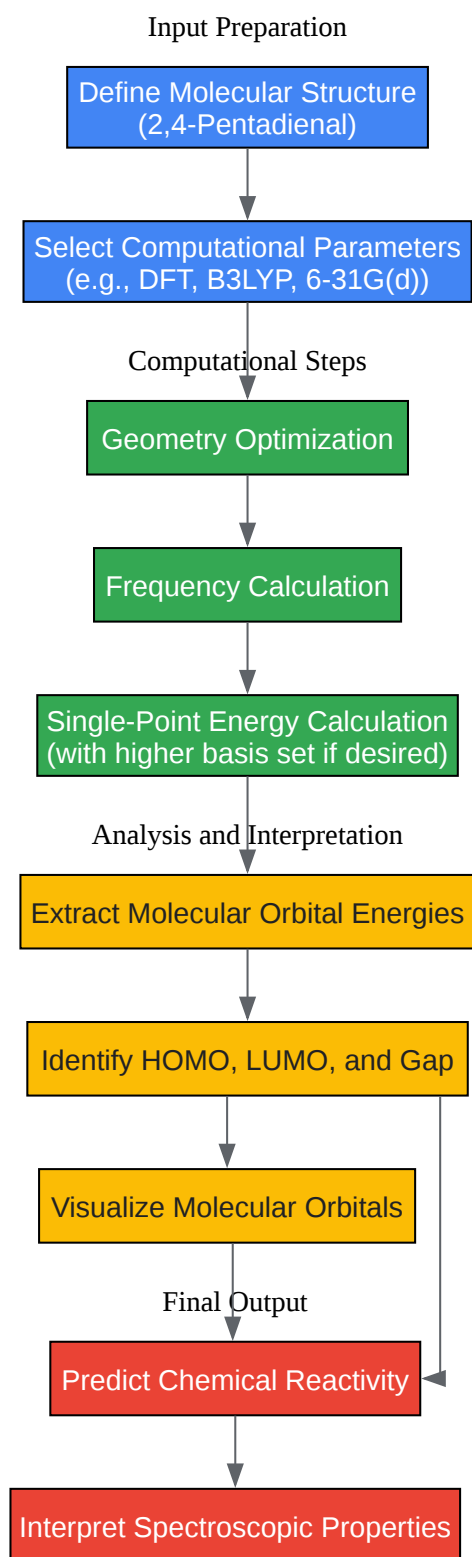 Input Preparation
Define Molecular Structure
(2,4-Pentadienal)
Select Computational Parameters
(e.g., DFT, B3LYP, 6-31G(d))
Computational Steps
Geometry Optimization
Frequency Calculation
Single-Point Energy Calculation
(with higher basis set if desired)
Analysis and Interpretation
Extract Molecular Orbital Energies
Identify HOMO, LUMO, and Gap
Visualize Molecular Orbitals
Final Output
Predict Chemical Reactivity
Interpret Spectroscopic Properties